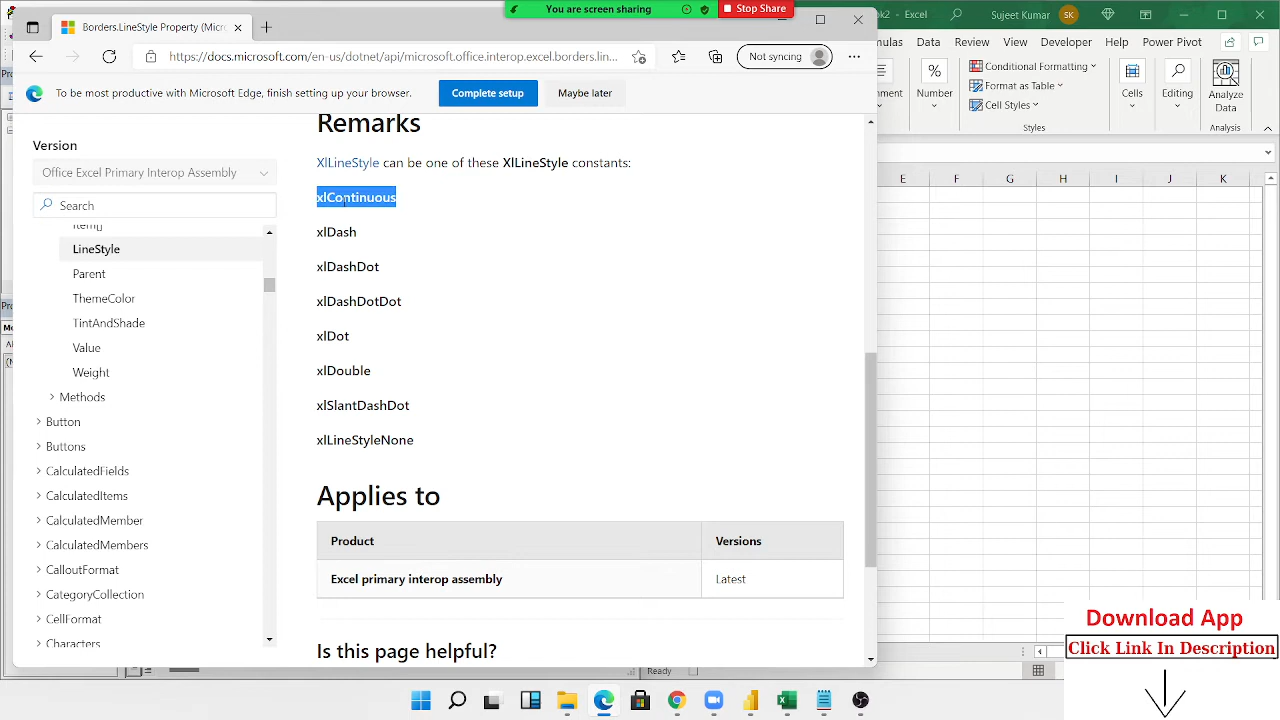 You are screen sharing
Stop Share
Borders.LineStyle Property (Micr
k2 - Excel
Sujeet Kumar
SK
https://docs.microsoft.com/en-us/dotnet/api/microsoft.office.interop.excel.borders.lin...
Not syncing
To be most productive with Microsoft Edge, finish setting up your browser.
Complete setup
Maybe later
Data
Review
View
Developer
Help
Power Pivot
Number
Conditional Formatting
Format as Table
Cell Styles
Styles
Cells
Editing
Analyze
Data
Analysis
E
F
G
H
I
J
K
Version
Office Excel Primary Interop Assembly
Search
Item[]
LineStyle
Parent
ThemeColor
TintAndShade
Value
Weight
Methods
Button
Buttons
CalculatedFields
CalculatedItems
CalculatedMember
CalculatedMembers
CalloutFormat
CategoryCollection
CellFormat
Characters
Remarks
XlLineStyle can be one of these XlLineStyle constants:
xlContinuous
xlDash
xlDashDot
xlDashDotDot
xlDot
xlDouble
xlSlantDashDot
xlLineStyleNone
Applies to
Product
Versions
Excel primary interop assembly
Latest
Is this page helpful?
Ready
Download App
Click Link In Description